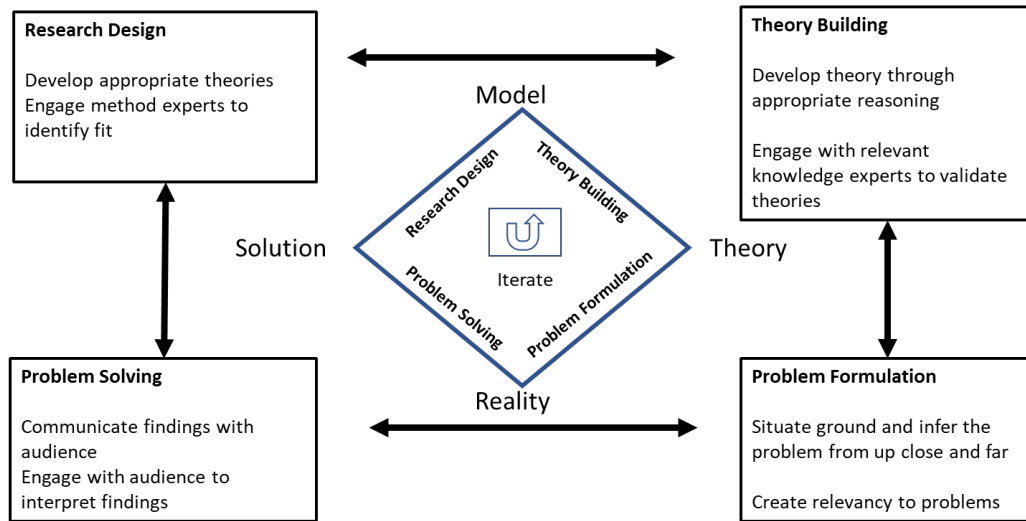 Research Design
Develop appropriate theories
Engage method experts to
identify fit
Theory Building
Develop theory through
appropriate reasoning
Engage with relevant
knowledge experts to validate
theories
Model
Research Design
Theory Building
Solution
Iterate
Theory
Problem Solving
Problem Formulation
Reality
Problem Solving
Communicate findings with
audience
Engage with audience to
interpret findings
Problem Formulation
Situate ground and infer the
problem from up close and far
Create relevancy to problems